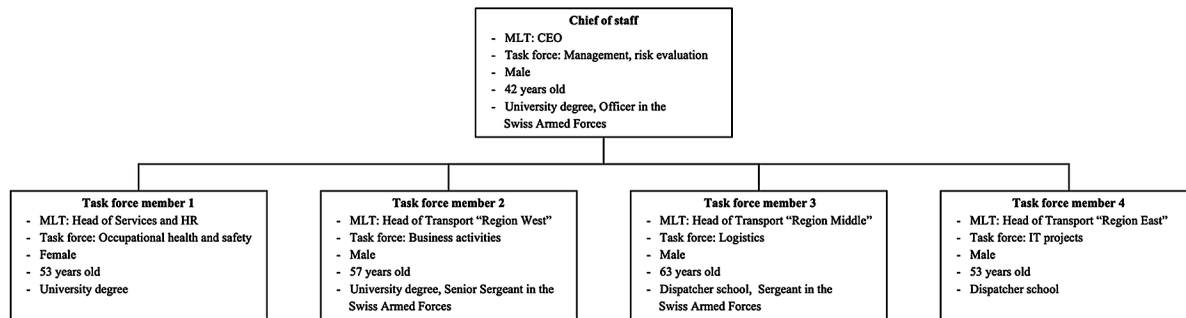 Chief of staff
- MLT: CEO
- Task force: Management, risk evaluation
- Male
- 42 years old
- University degree, Officer in the
Swiss Armed Forces
Task force member 1
- MLT: Head of Services and HR
- Task force: Occupational health and safety
- Female
- 53 years old
- University degree
Task force member 2
- MLT: Head of Transport “Region West”
- Task force: Business activities
- Male
- 57 years old
- University degree, Senior Sergeant in the
Swiss Armed Forces
Task force member 3
- MLT: Head of Transport “Region Middle”
- Task force: Logistics
- Male
- 63 years old
- Dispatcher school, Sergeant in the
Swiss Armed Forces
Task force member 4
- MLT: Head of Transport “Region East”
- Task force: IT projects
- Male
- 53 years old
- Dispatcher school